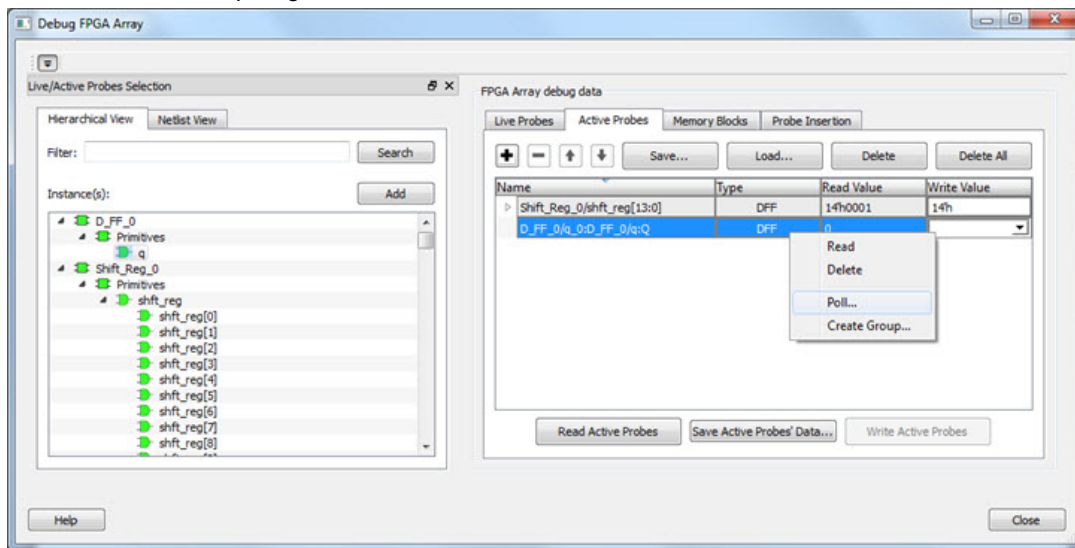 Debug FPGA Array
Live/Active Probes Selection
Hierarchical View Netlist View
Filter: Search
Instance(s): Add
D_FF_0
Primitives
q
Shift_Reg_0
Primitives
shft_reg
shft_reg[0]
shft_reg[1]
shft_reg[2]
shft_reg[3]
shft_reg[4]
shft_reg[5]
shft_reg[6]
shft_reg[7]
shft_reg[8]
FPGA Array debug data
Live Probes Active Probes Memory Blocks Probe Insertion
Save... Load... Delete Delete All
Name Type Read Value Write Value
Shift_Reg_0/shft_reg[13:0] DFF 14'h0001 14'h
D_FF_0/q_0:D_FF_0/q:Q DFF 0
Read
Delete
Poll...
Create Group...
Read Active Probes Save Active Probes' Data... Write Active Probes
Help Close